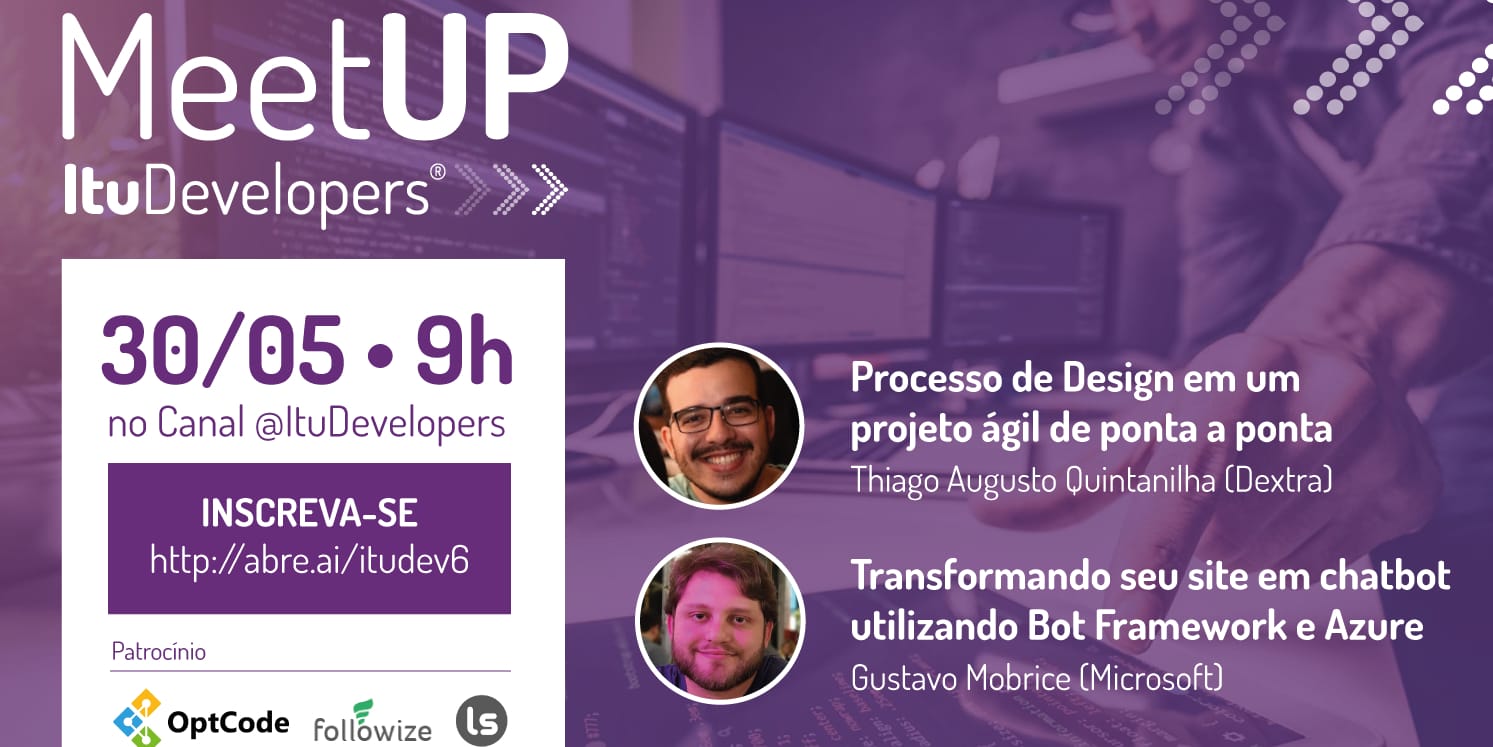 MeetUP
ItuDevelopers®
30/05 • 9h
no Canal @ItuDevelopers
INSCREVA-SE
http://abre.ai/itudev6
Patrocínio
OptCode
followize
ls
Processo de Design em um
projeto ágil de ponta a ponta
Thiago Augusto Quintanilha (Dextra)
Transformando seu site em chatbot
utilizando Bot Framework e Azure
Gustavo Mobrice (Microsoft)